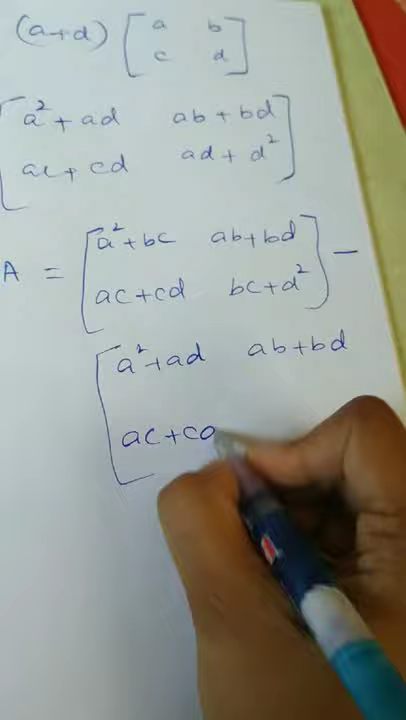 (a+d) [ a b
c d ]
[ a² + ad ab + bd
ac + cd ad + d² ]
A = [ a² + bc ab + bd
ac + cd bc + d² ] −
[ a² + ad ab + bd
ac + cd